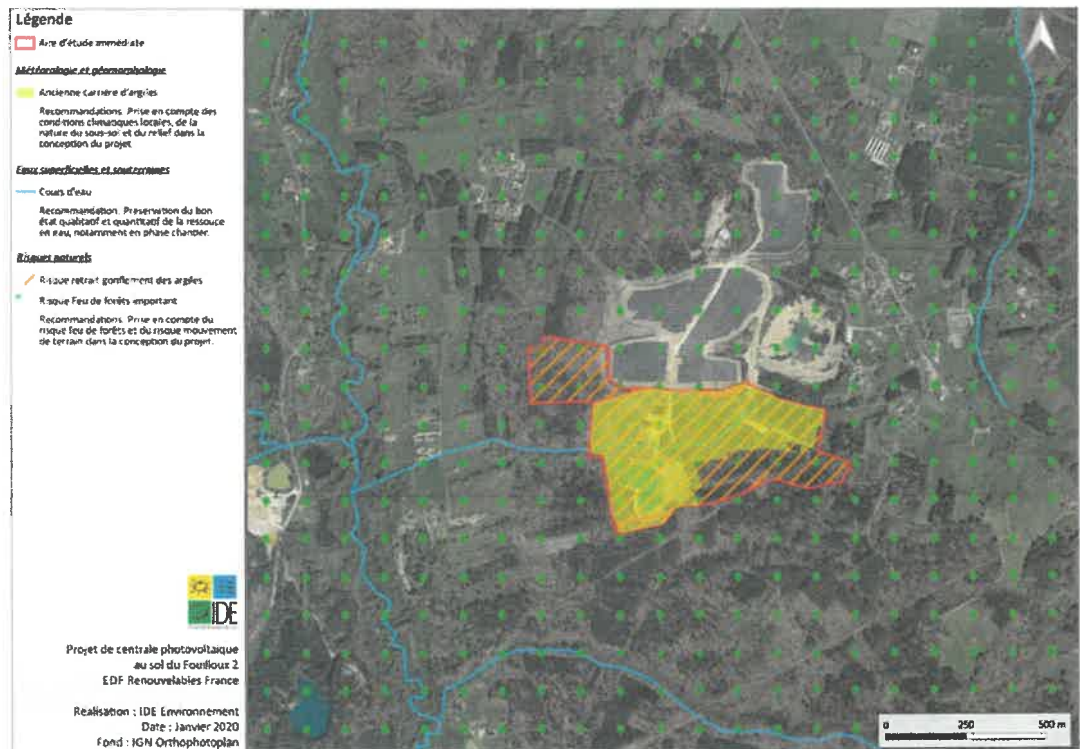 Légende
Aire d'étude immédiate
Météorologie et géomorphologie
Ancienne carrière d'argiles
Recommandations: Prise en compte des
conditions climatiques locales, de la
nature du sous-sol et du relief dans la
conception du projet
Eaux superficielles et souterraines
Cours d'eau
Recommandation: Préservation du bon
état qualitatif et quantitatif de la ressouce
en eau, notamment en phase chantier.
Risques naturels
Risque retrait gonflement des argiles
Risque Feu de forêts important
Recommandations: Prise en compte du
risque feu de forêts et du risque mouvement
de terrain dans la conception du projet.
IDE
Projet de centrale photovoltaïque
au sol du Fouilloux 2
EDF Renouvelables France
Réalisation : IDE Environnement
Date : Janvier 2020
Fond : IGN Orthophotoplan
0 250 500 m